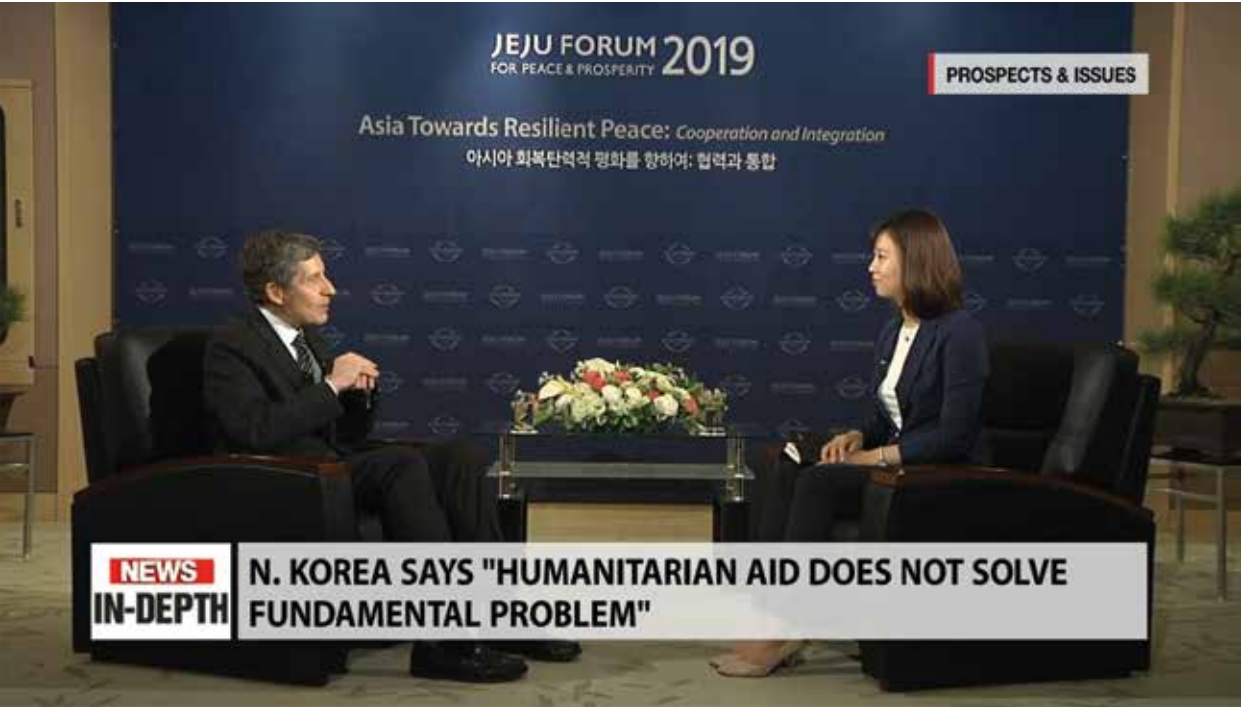 JEJU FORUM 2019
FOR PEACE & PROSPERITY
PROSPECTS & ISSUES
Asia Towards Resilient Peace: Cooperation and Integration
아시아 회복탄력적 평화를 향하여: 협력과 통합
NEWS
IN-DEPTH
N. KOREA SAYS "HUMANITARIAN AID DOES NOT SOLVE
FUNDAMENTAL PROBLEM"